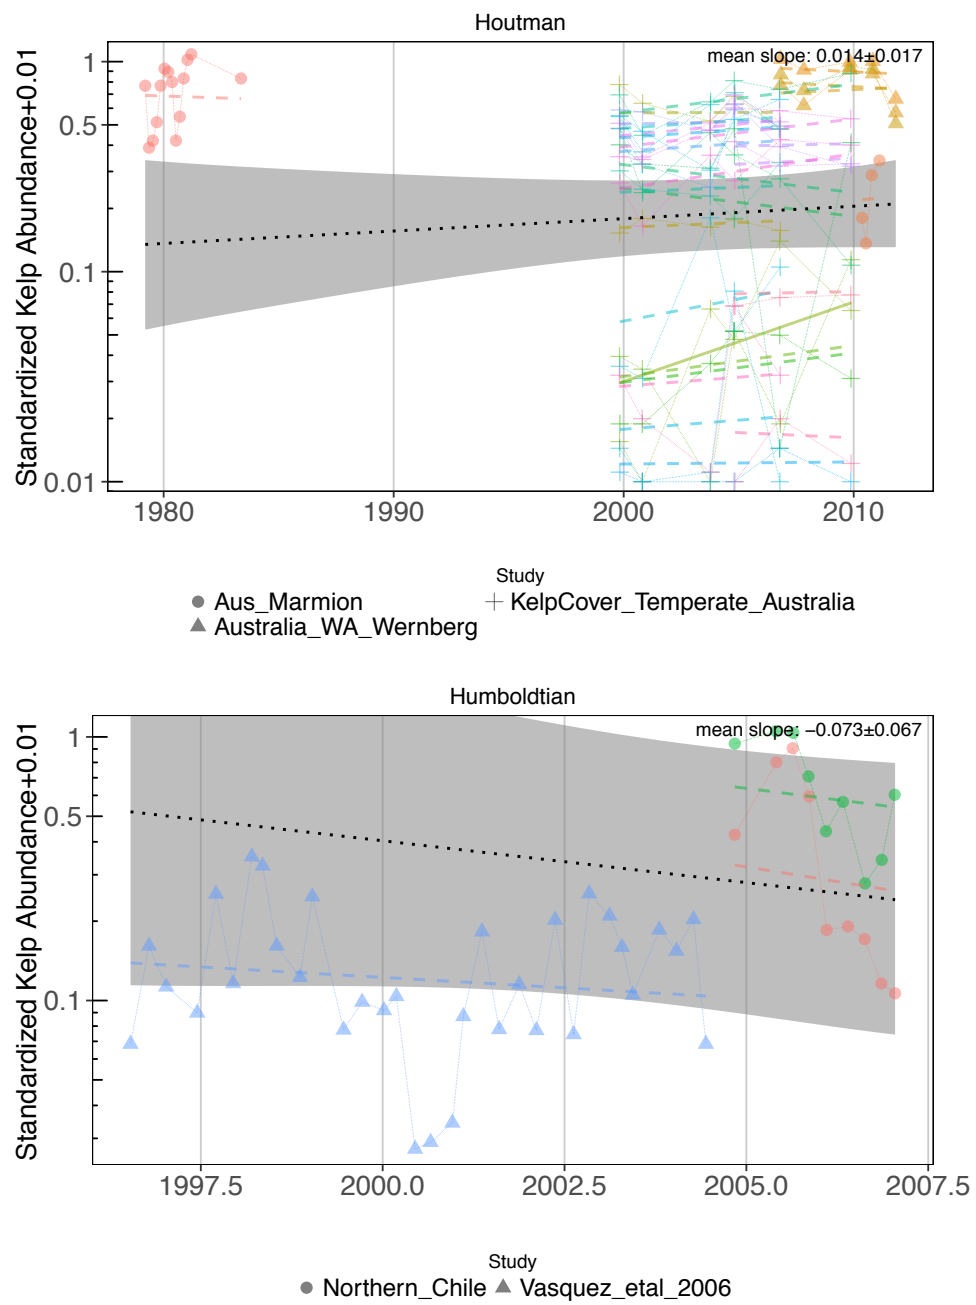 Houtman
mean slope: 0.014±0.017
Standardized Kelp Abundance+0.01
1
0.5
0.1
0.01
1980 1990 2000 2010
Study
Aus_Marmion KelpCover_Temperate_Australia
Australia_WA_Wernberg
Humboldtian
mean slope: −0.073±0.067
Standardized Kelp Abundance+0.01
1
0.5
0.1
1997.5 2000.0 2002.5 2005.0 2007.5
Study
Northern_Chile Vasquez_etal_2006